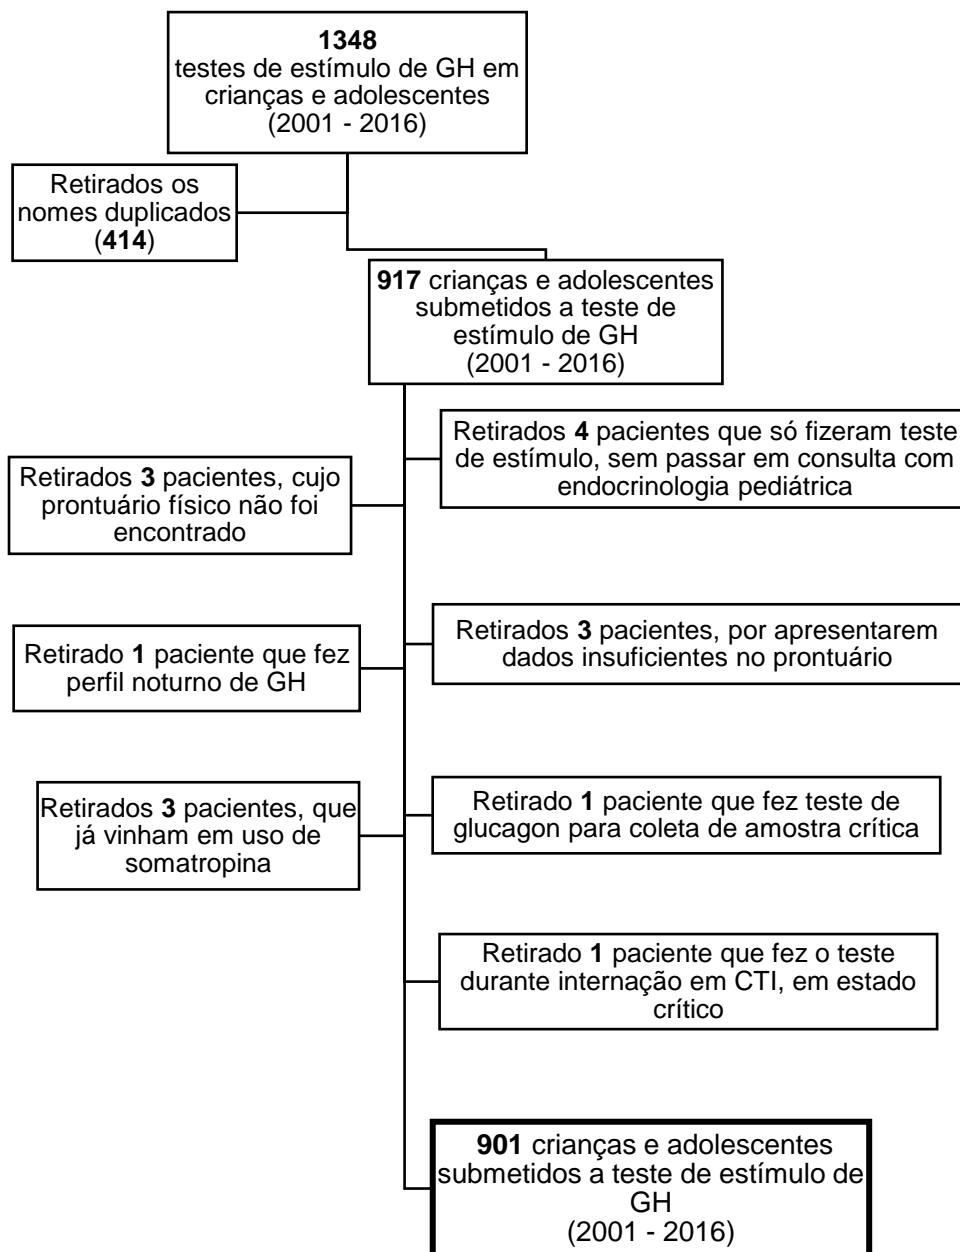 1348
testes de estímulo de GH em
crianças e adolescentes
(2001 - 2016)
Retirados os
nomes duplicados
(414)
917 crianças e adolescentes
submetidos a teste de
estímulo de GH
(2001 - 2016)
Retirados 4 pacientes que só fizeram teste
de estímulo, sem passar em consulta com
endocrinologia pediátrica
Retirados 3 pacientes, cujo
prontuário físico não foi
encontrado
Retirados 3 pacientes, por apresentarem
dados insuficientes no prontuário
Retirado 1 paciente que fez
perfil noturno de GH
Retirado 1 paciente que fez teste de
glucagon para coleta de amostra crítica
Retirados 3 pacientes, que
já vinham em uso de
somatropina
Retirado 1 paciente que fez o teste
durante internação em CTI, em estado
crítico
901 crianças e adolescentes
submetidos a teste de estímulo de
GH
(2001 - 2016)